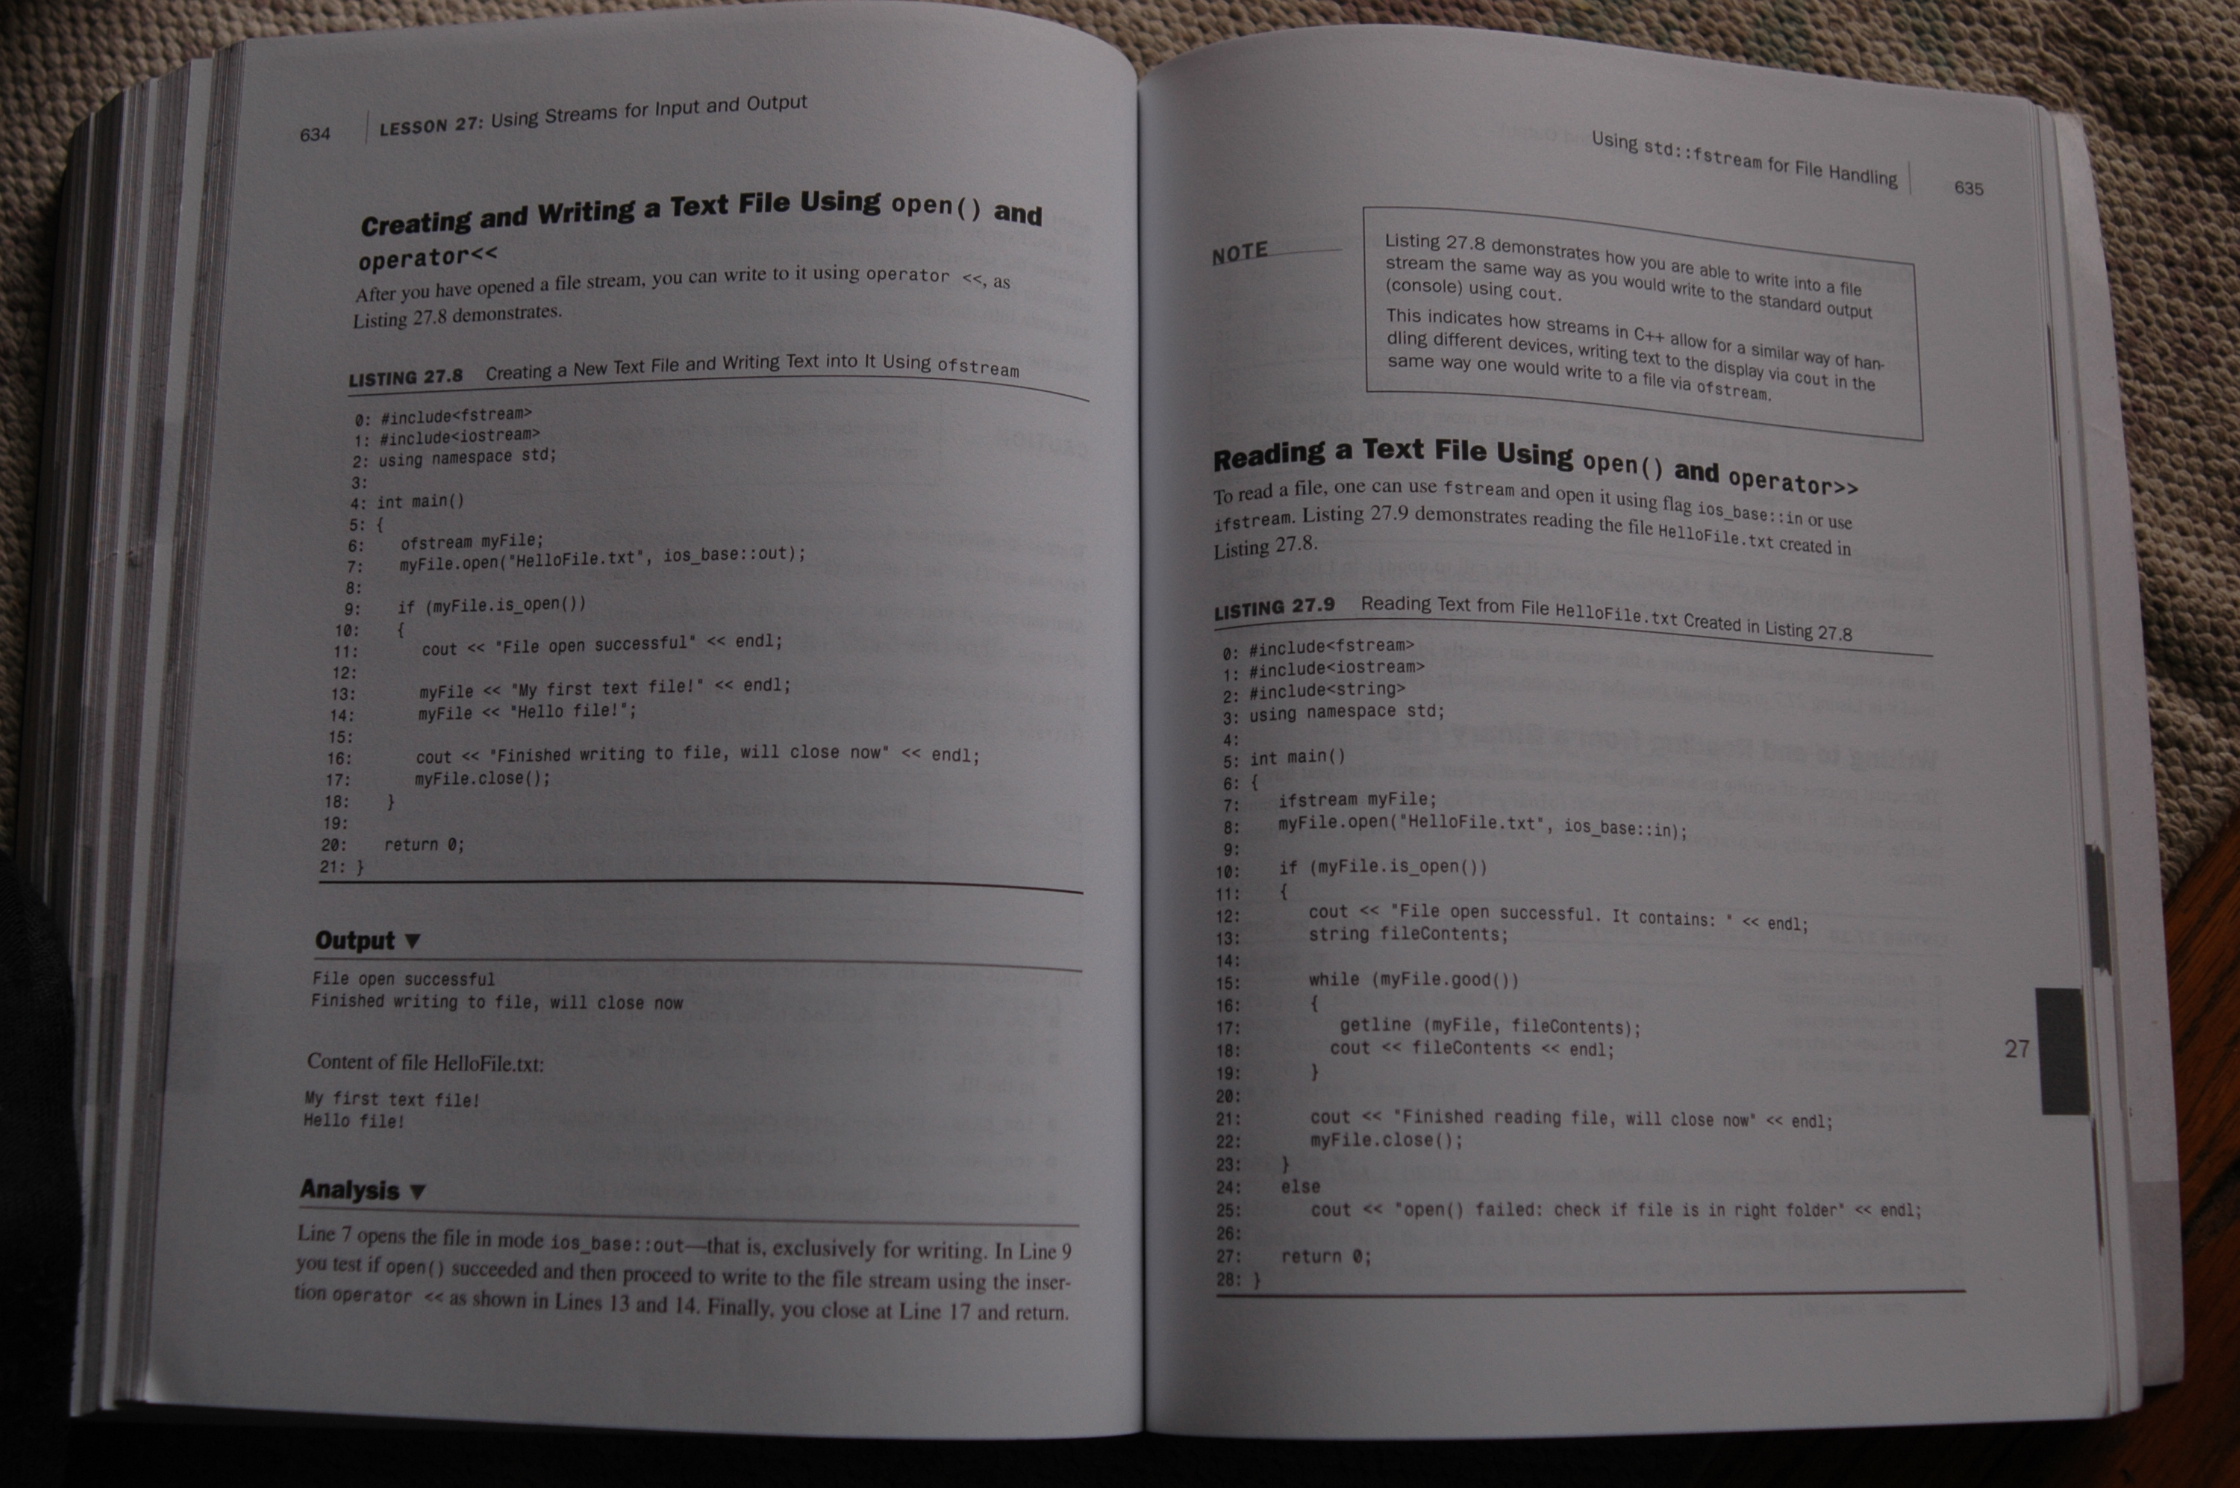 634 LESSON 27: Using Streams for Input and Output
Creating and Writing a Text File Using open() and
operator<<
After you have opened a file stream, you can write to it using operator <<, as
Listing 27.8 demonstrates.
LISTING 27.8 Creating a New Text File and Writing Text into It Using ofstream
0: #include<fstream>
1: #include<iostream>
2: using namespace std;
3:
4: int main()
5: {
6: ofstream myFile;
7: myFile.open("HelloFile.txt", ios_base::out);
8:
9: if (myFile.is_open())
10: {
11: cout << "File open successful" << endl;
12:
13: myFile << "My first text file!" << endl;
14: myFile << "Hello file!";
15:
16: cout << "Finished writing to file, will close now" << endl;
17: myFile.close();
18: }
19:
20: return 0;
21: }
Output ▼
File open successful
Finished writing to file, will close now
Content of file HelloFile.txt:
My first text file!
Hello file!
Analysis ▼
Line 7 opens the file in mode ios_base::out—that is, exclusively for writing. In Line 9
you test if open() succeeded and then proceed to write to the file stream using the inser-
tion operator << as shown in Lines 13 and 14. Finally, you close at Line 17 and return.
Using std::fstream for File Handling 635
NOTE
Listing 27.8 demonstrates how you are able to write into a file
stream the same way as you would write to the standard output
(console) using cout.
This indicates how streams in C++ allow for a similar way of han-
dling different devices, writing text to the display via cout in the
same way one would write to a file via ofstream.
Reading a Text File Using open() and operator>>
To read a file, one can use fstream and open it using flag ios_base::in or use
ifstream. Listing 27.9 demonstrates reading the file HelloFile.txt created in
Listing 27.8.
LISTING 27.9 Reading Text from File HelloFile.txt Created in Listing 27.8
0: #include<fstream>
1: #include<iostream>
2: #include<string>
3: using namespace std;
4:
5: int main()
6: {
7: ifstream myFile;
8: myFile.open("HelloFile.txt", ios_base::in);
9:
10: if (myFile.is_open())
11: {
12: cout << "File open successful. It contains: " << endl;
13: string fileContents;
14:
15: while (myFile.good())
16: {
17: getline (myFile, fileContents);
18: cout << fileContents << endl;
19: }
20:
21: cout << "Finished reading file, will close now" << endl;
22: myFile.close();
23: }
24: else
25: cout << "open() failed: check if file is in right folder" << endl;
26:
27: return 0;
28: }
27